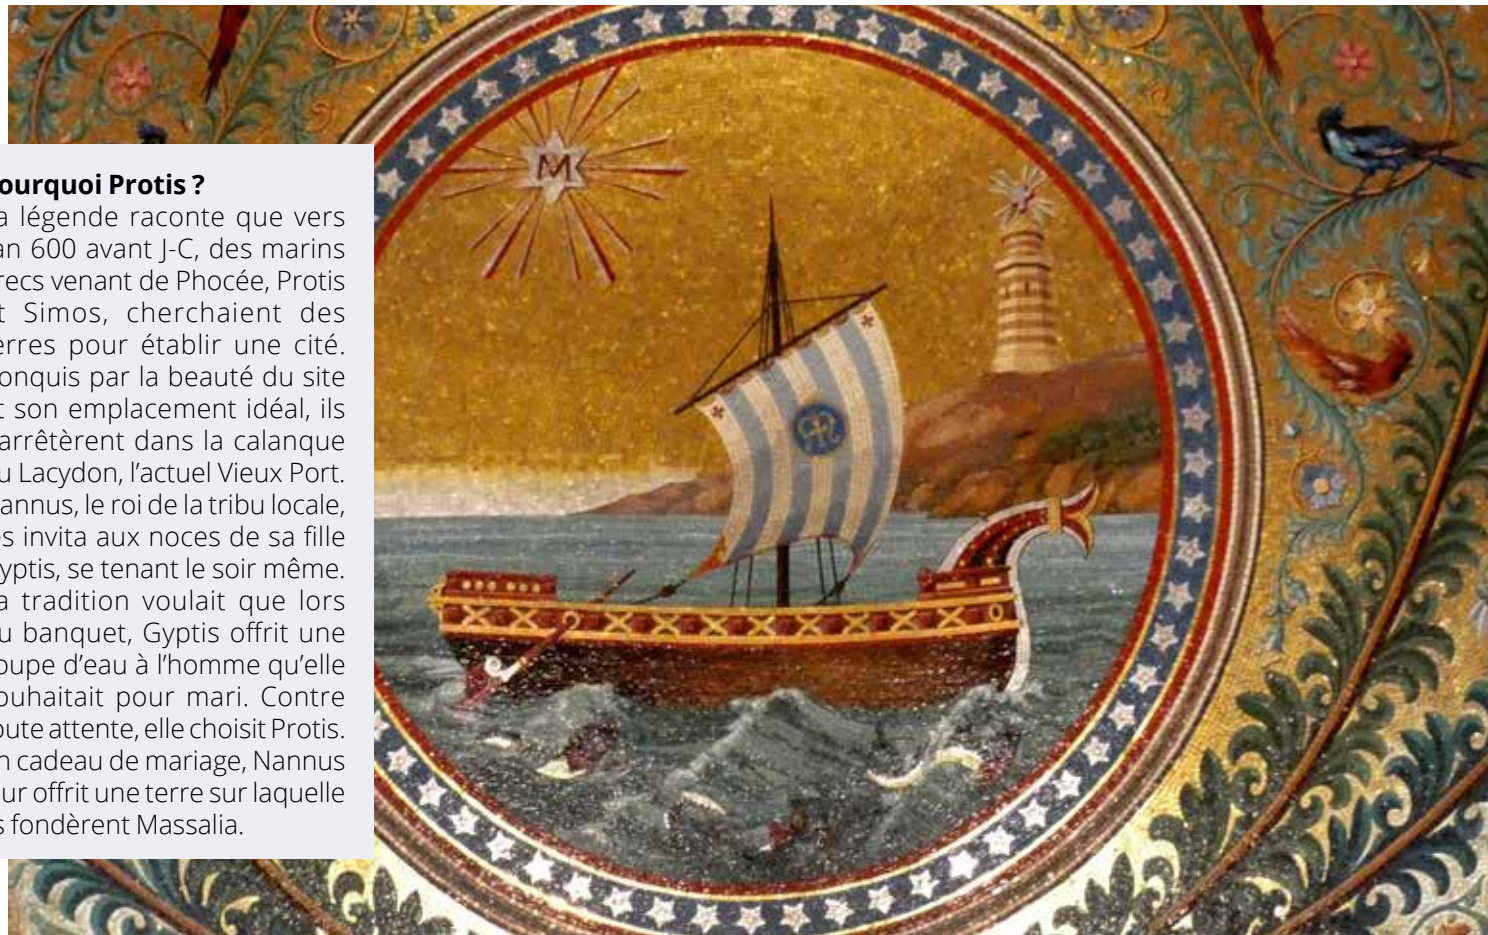 ourquoi Protis ?
a légende raconte que vers
an 600 avant J-C, des marins
recs venant de Phocée, Protis
t Simos, cherchaient des
erres pour établir une cité.
onquis par la beauté du site
t son emplacement idéal, ils
arrêtèrent dans la calanque
u Lacydon, l’actuel Vieux Port.
annus, le roi de la tribu locale,
es invita aux noces de sa fille
yptis, se tenant le soir même.
a tradition voulait que lors
u banquet, Gyptis offrit une
oupe d’eau à l’homme qu’elle
ouhaitait pour mari. Contre
oute attente, elle choisit Protis.
n cadeau de mariage, Nannus
ur offrit une terre sur laquelle
s fondèrent Massalia.
M